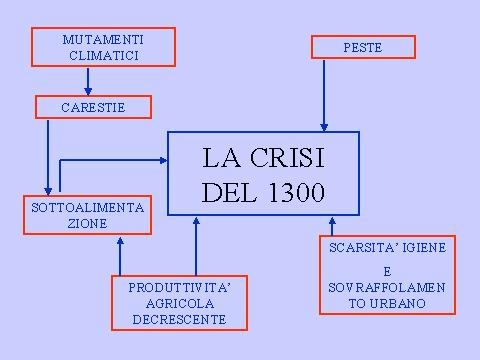 MUTAMENTI
CLIMATICI
PESTE
CARESTIE
LA CRISI
DEL 1300
SOTTOALIMENTA
ZIONE
SCARSITA' IGIENE
E
SOVRAFFOLAMEN
TO URBANO
PRODUTTIVITA'
AGRICOLA
DECRESCENTE